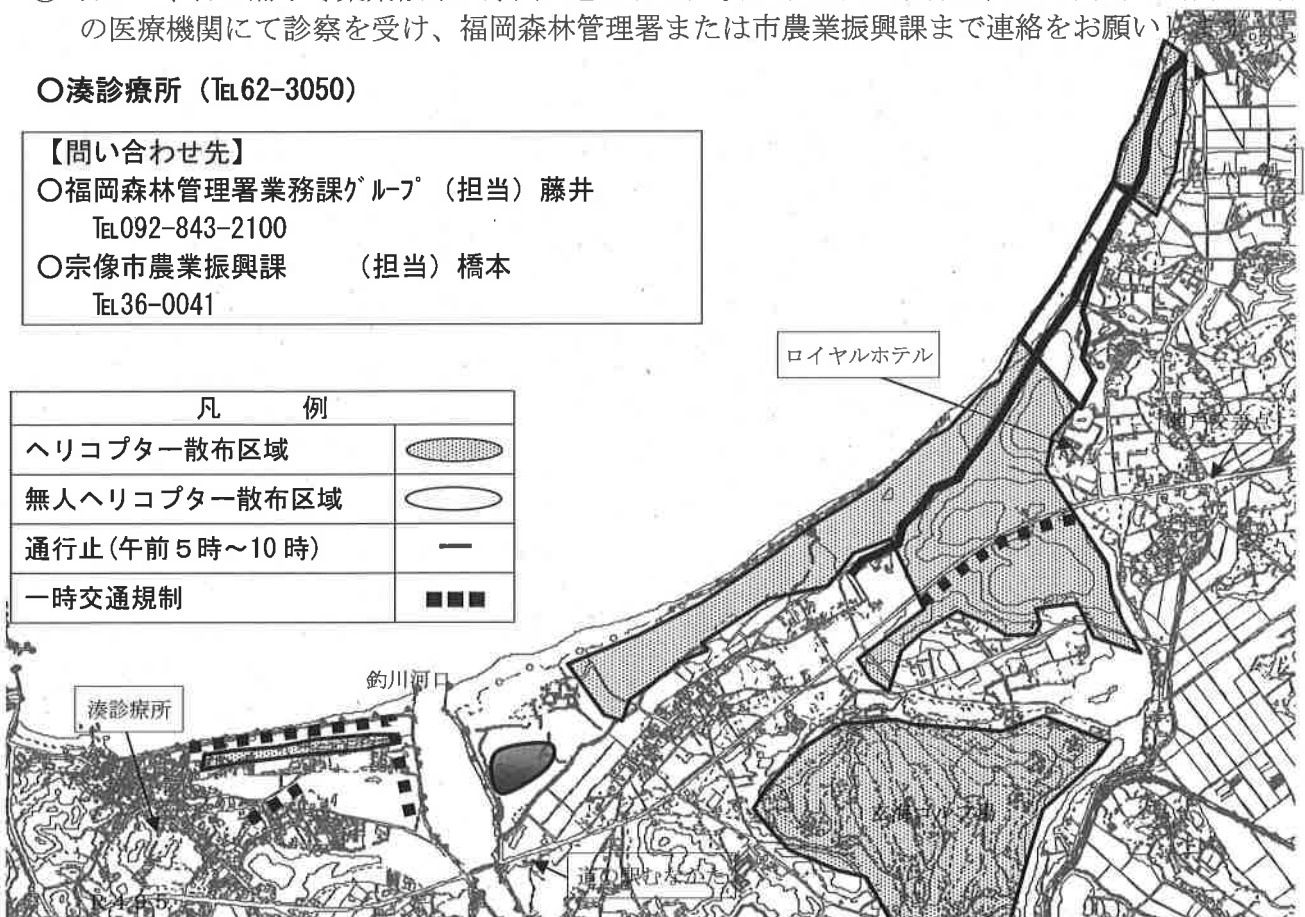 の医療機関にて診察を受け、福岡森林管理署または市農業振興課まで連絡をお願いします
〇湊診療所（℡62-3050）
【問い合わせ先】
〇福岡森林管理署業務課ｸﾞﾙｰﾌﾟ（担当）藤井
℡092-843-2100
〇宗像市農業振興課　（担当）橋本
℡36-0041
ロイヤルホテル
凡　例
ヘリコプター散布区域
無人ヘリコプター散布区域
通行止(午前５時～10時)
一時交通規制
釣川河口
湊診療所
道の駅むなかた
R495